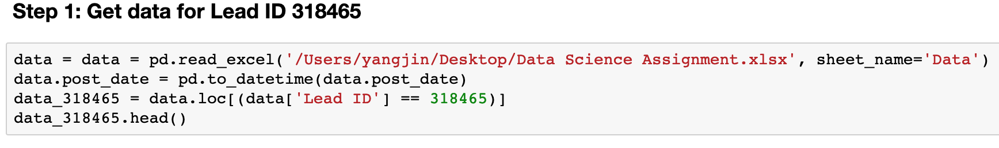 Step 1: Get data for Lead ID 318465
data = data = pd.read_excel('/Users/yangjin/Desktop/Data Science Assignment.xlsx', sheet_name='Data')
data.post_date = pd.to_datetime(data.post_date)
data_318465 = data.loc[(data['Lead ID'] == 318465)]
data_318465.head()